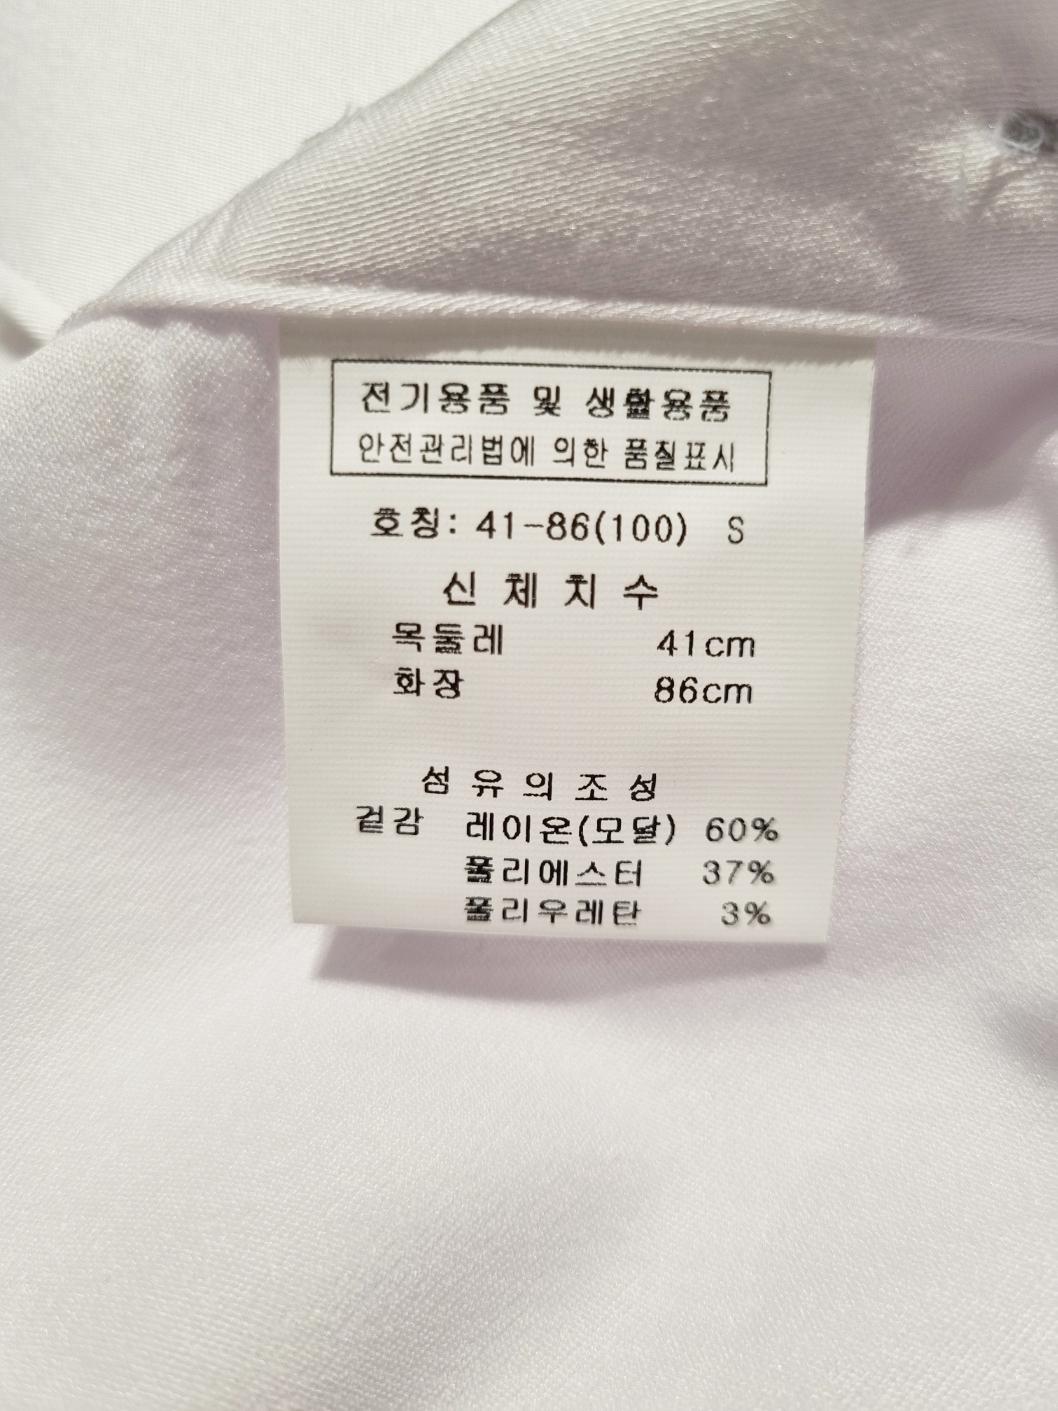 전기용품 및 생활용품
안전관리법에 의한 품질표시
호칭: 41-86(100) S
신 체 치 수
목둘레 41cm
화장 86cm
섬 유 의 조 성
겉감 레이온(모달) 60%
폴리에스터 37%
폴리우레탄 3%